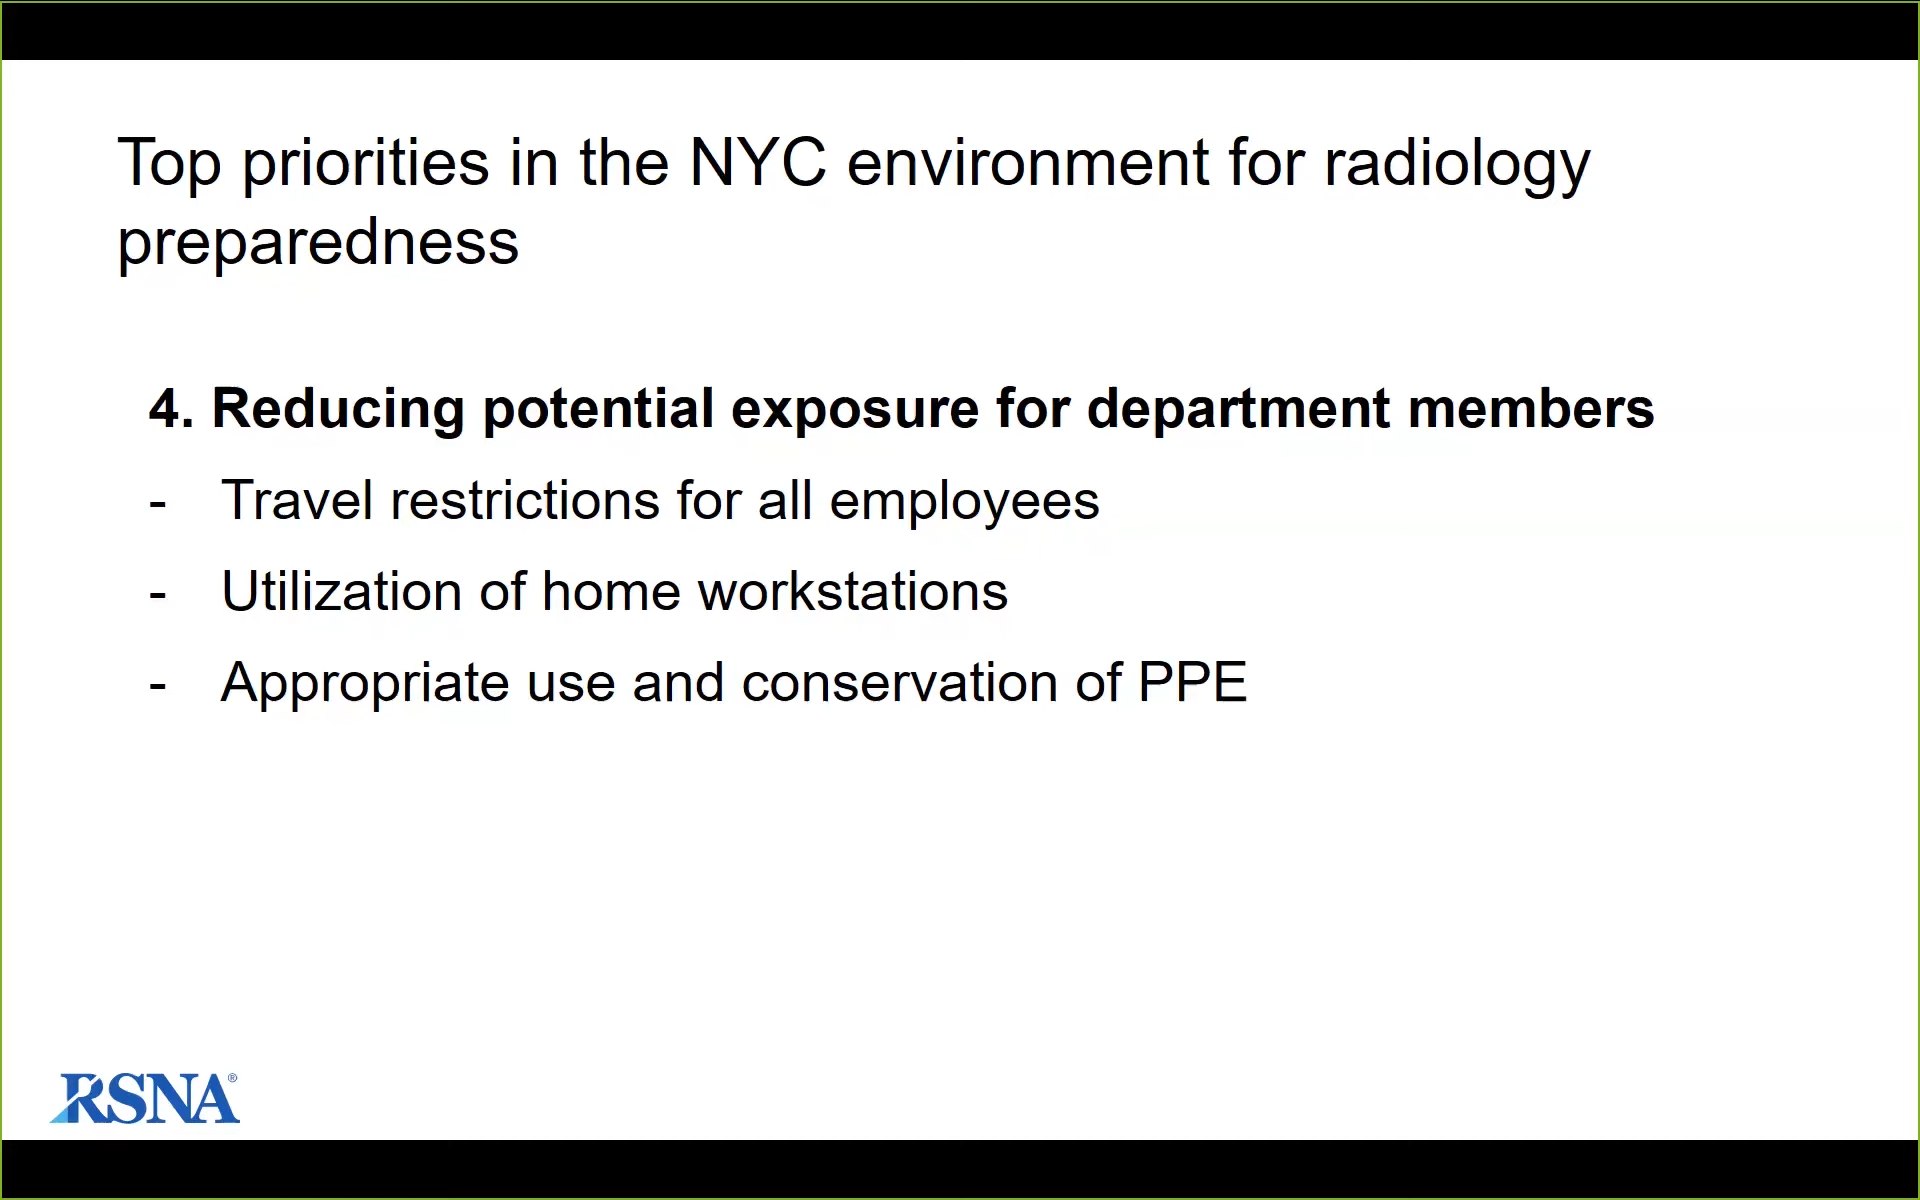 Top priorities in the NYC environment for radiology
preparedness
4. Reducing potential exposure for department members
- Travel restrictions for all employees
- Utilization of home workstations
- Appropriate use and conservation of PPE
RSNA®